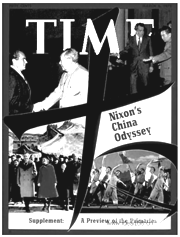 TIME
Nixon's
China
Odyssey
Supplement: A Preview of the Primaries